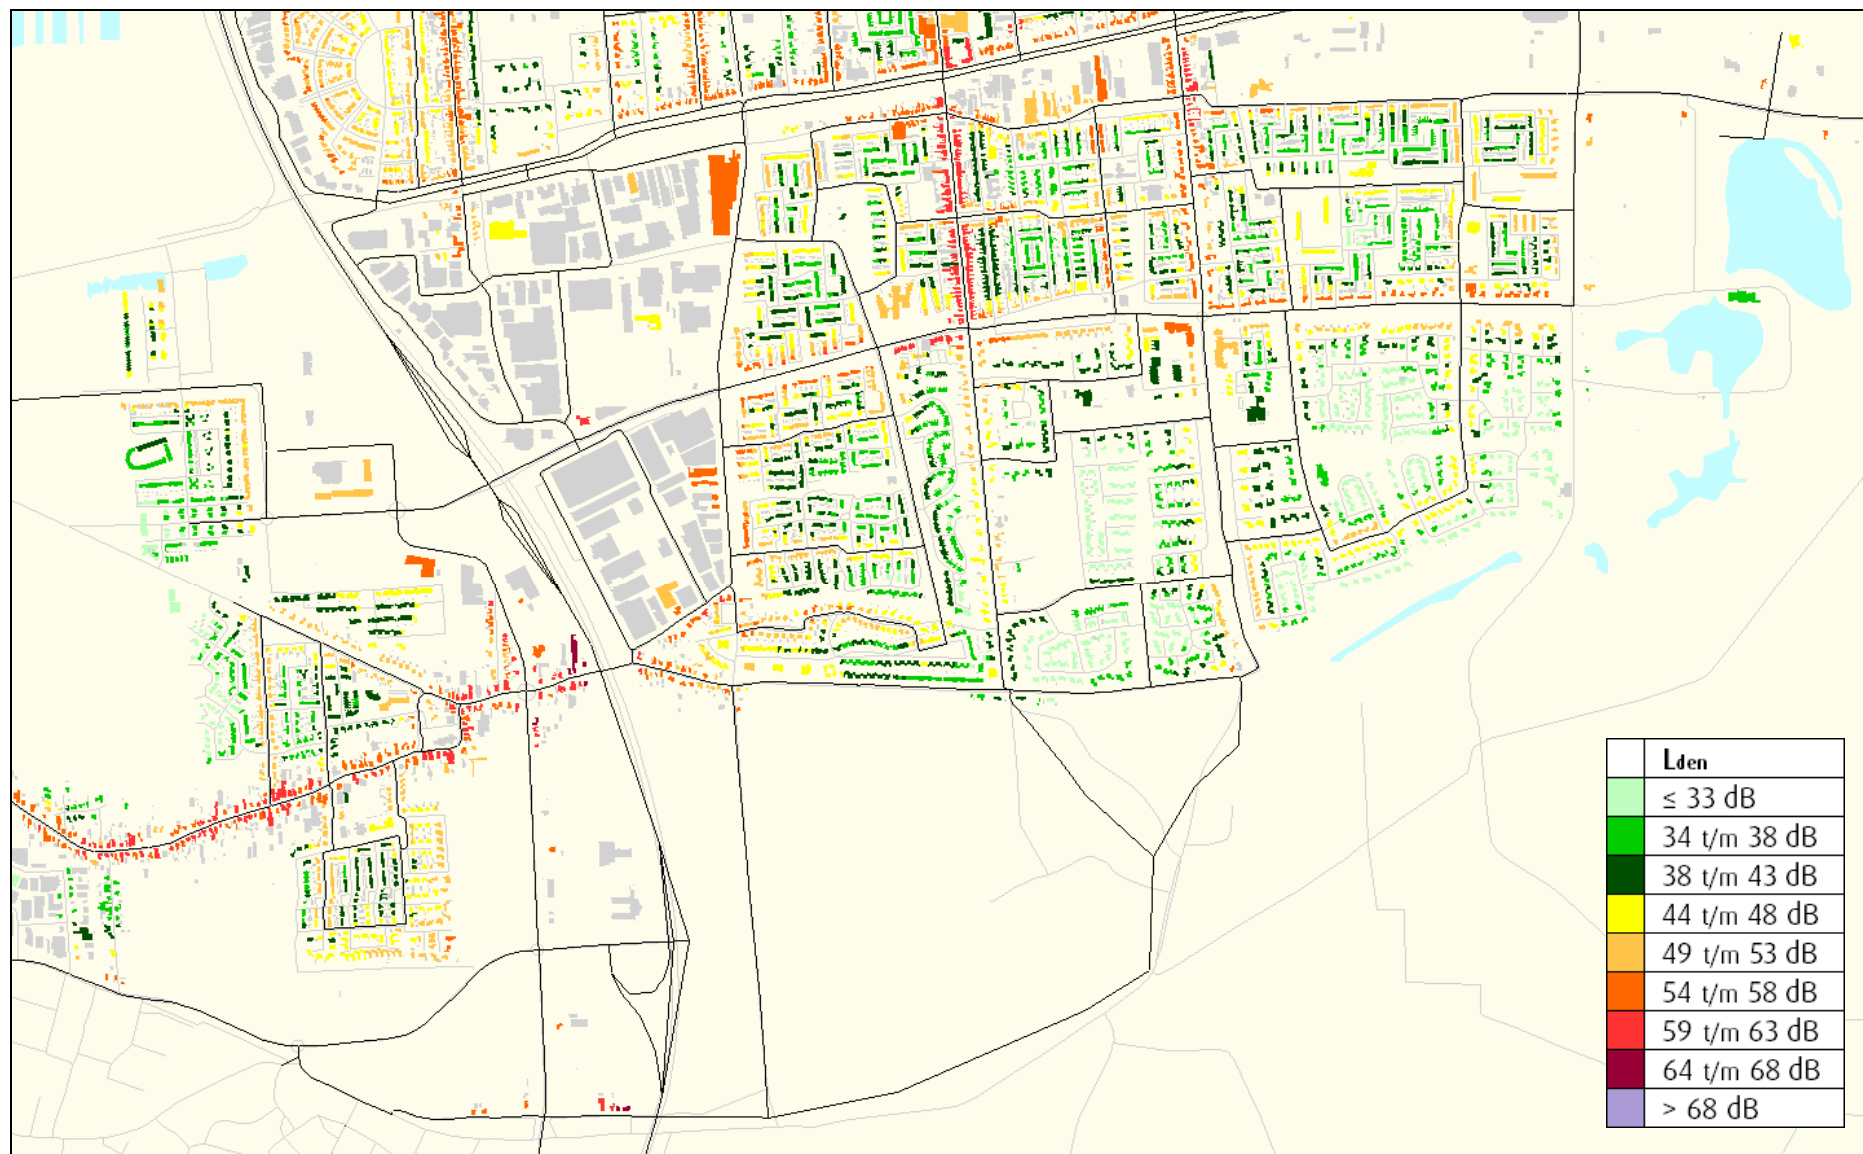 Lden
≤ 33 dB
34 t/m 38 dB
38 t/m 43 dB
44 t/m 48 dB
49 t/m 53 dB
54 t/m 58 dB
59 t/m 63 dB
64 t/m 68 dB
> 68 dB